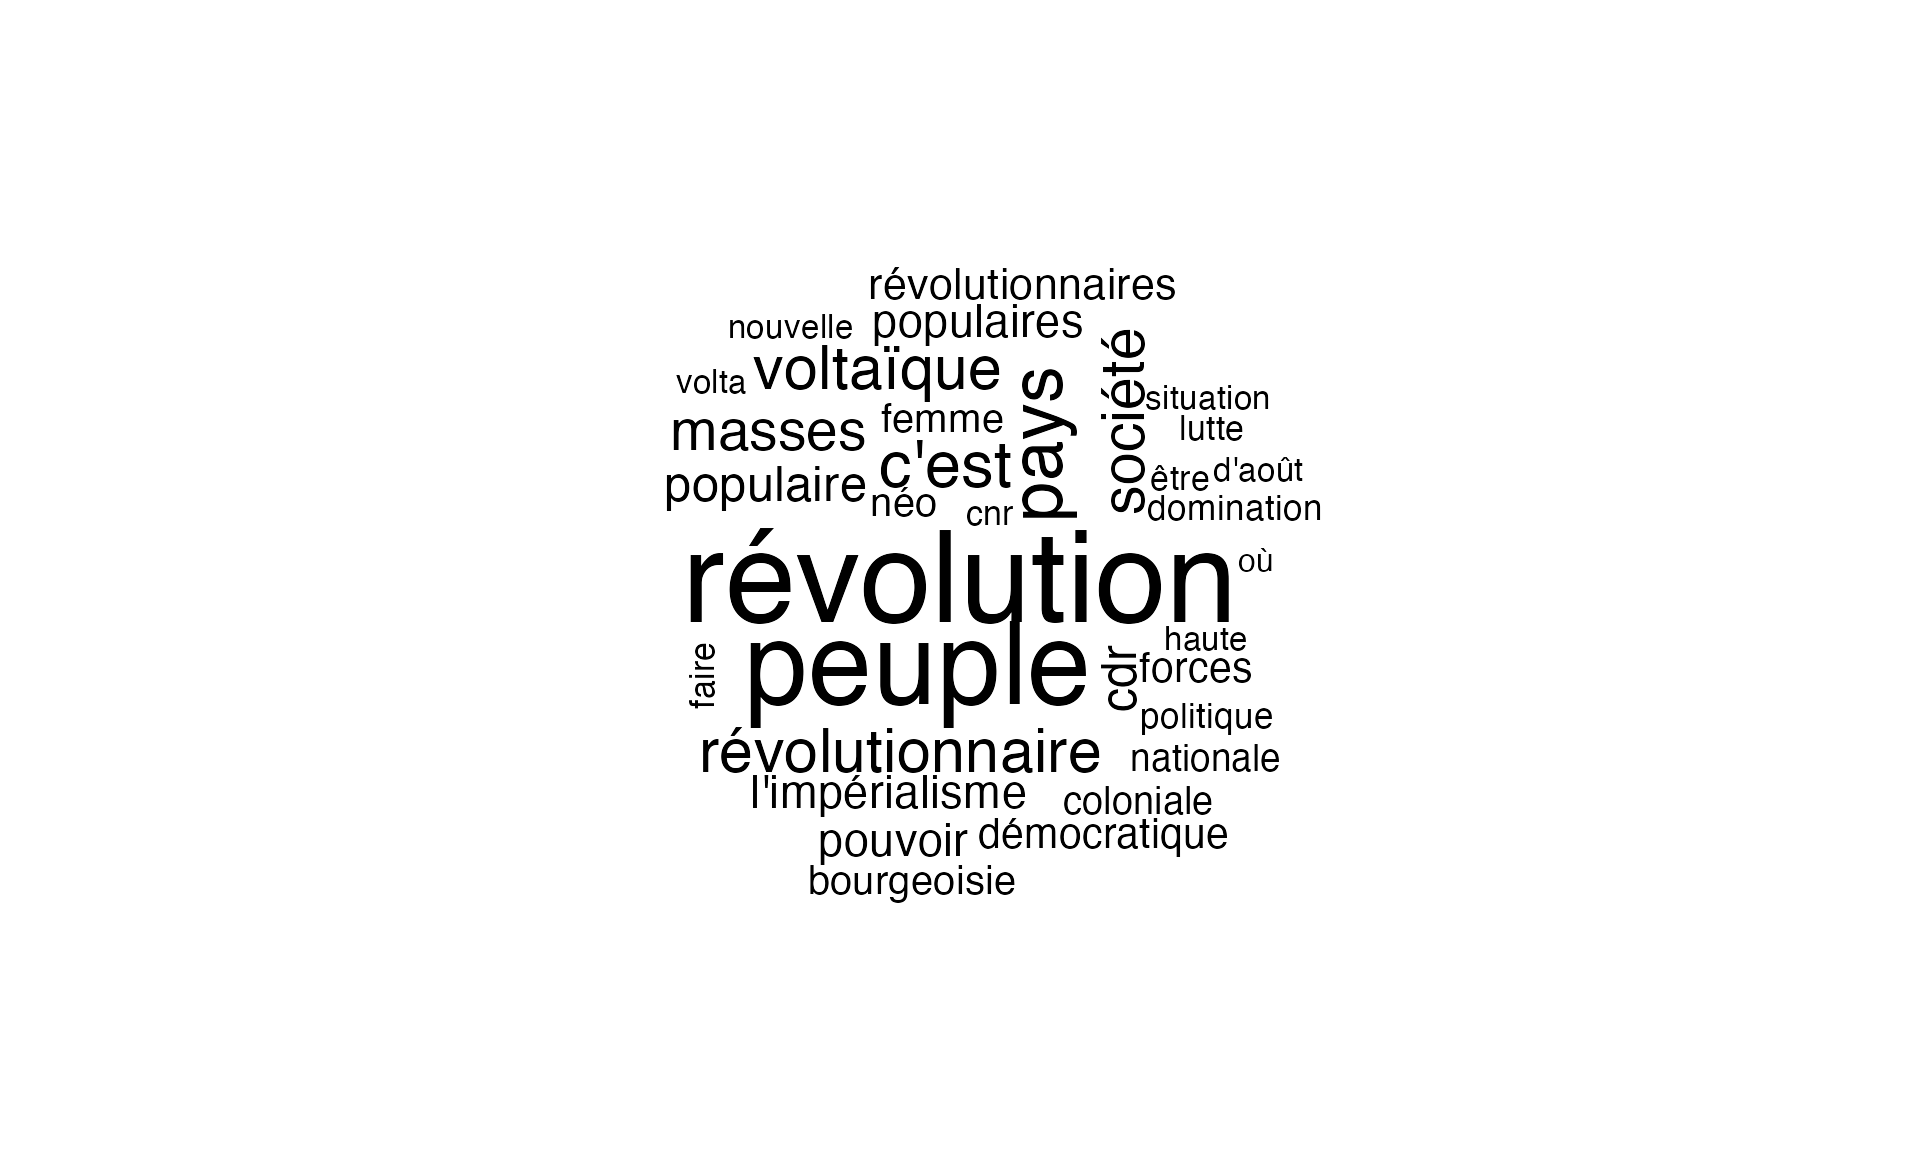 révolutionnaires
nouvelle populaires
voltaïque
société
volta
pays
situation
masses femme
lutte
c'est
populaire
être d'août
néo cnr
domination
révolution
où
peuple
haute
faire
cdr forces
politique
révolutionnaire
nationale
l'impérialisme
coloniale
pouvoir démocratique
bourgeoisie